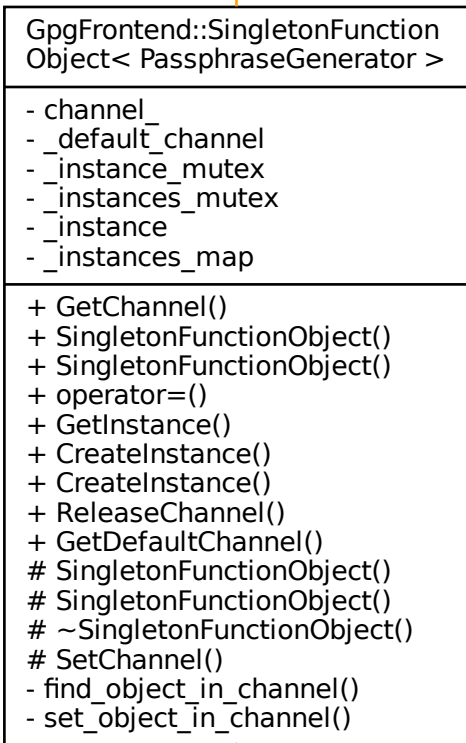 GpgFrontend::SingletonFunction
Object< PassphraseGenerator >
- channel_
- _default_channel
- _instance_mutex
- _instances_mutex
- _instance
- _instances_map
+ GetChannel()
+ SingletonFunctionObject()
+ SingletonFunctionObject()
+ operator=()
+ GetInstance()
+ CreateInstance()
+ CreateInstance()
+ ReleaseChannel()
+ GetDefaultChannel()
# SingletonFunctionObject()
# SingletonFunctionObject()
# ~SingletonFunctionObject()
# SetChannel()
- find_object_in_channel()
- set_object_in_channel()